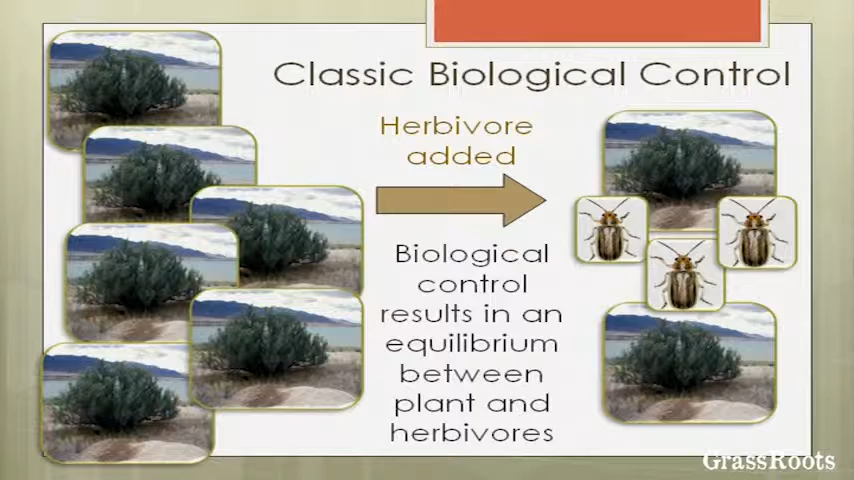 Classic Biological Control
Herbivore
added
Biological
control
results in an
equilibrium
between
plant and
herbivores
GrassRoots